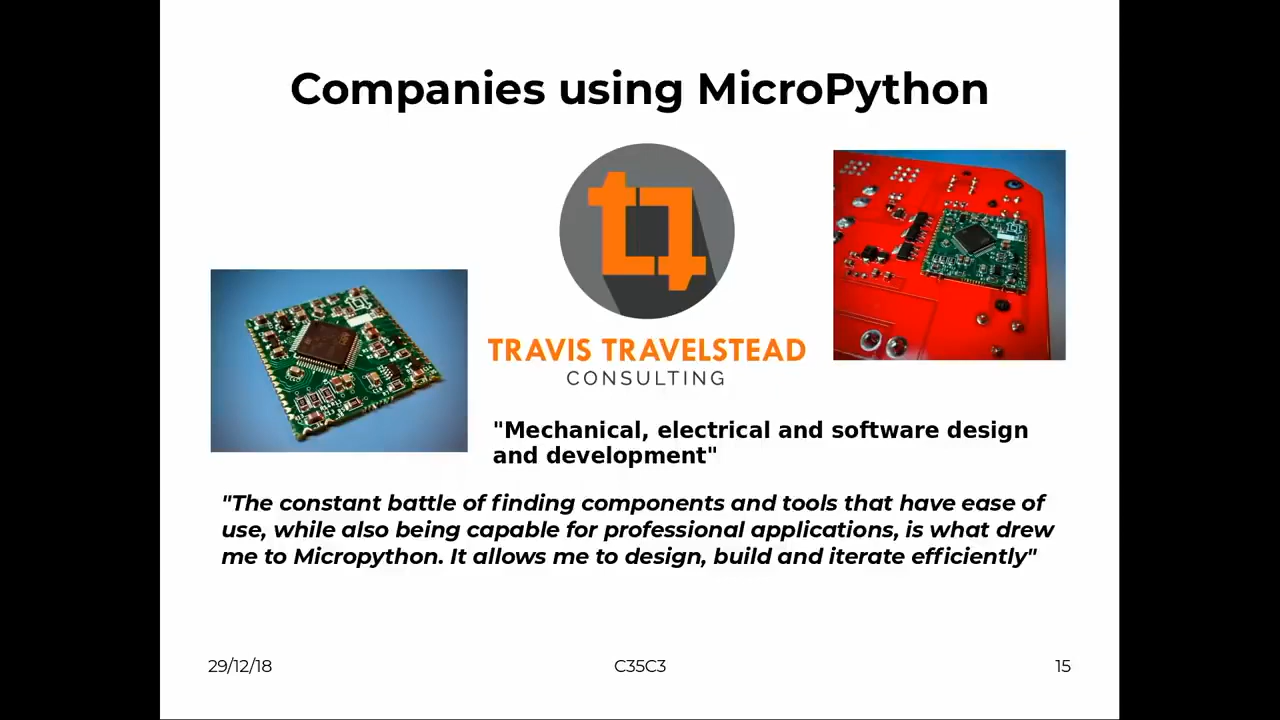 Companies using MicroPython
TRAVIS TRAVELSTEAD
CONSULTING
"Mechanical, electrical and software design
and development"
"The constant battle of finding components and tools that have ease of
use, while also being capable for professional applications, is what drew
me to Micropython. It allows me to design, build and iterate efficiently"
29/12/18
C35C3
15